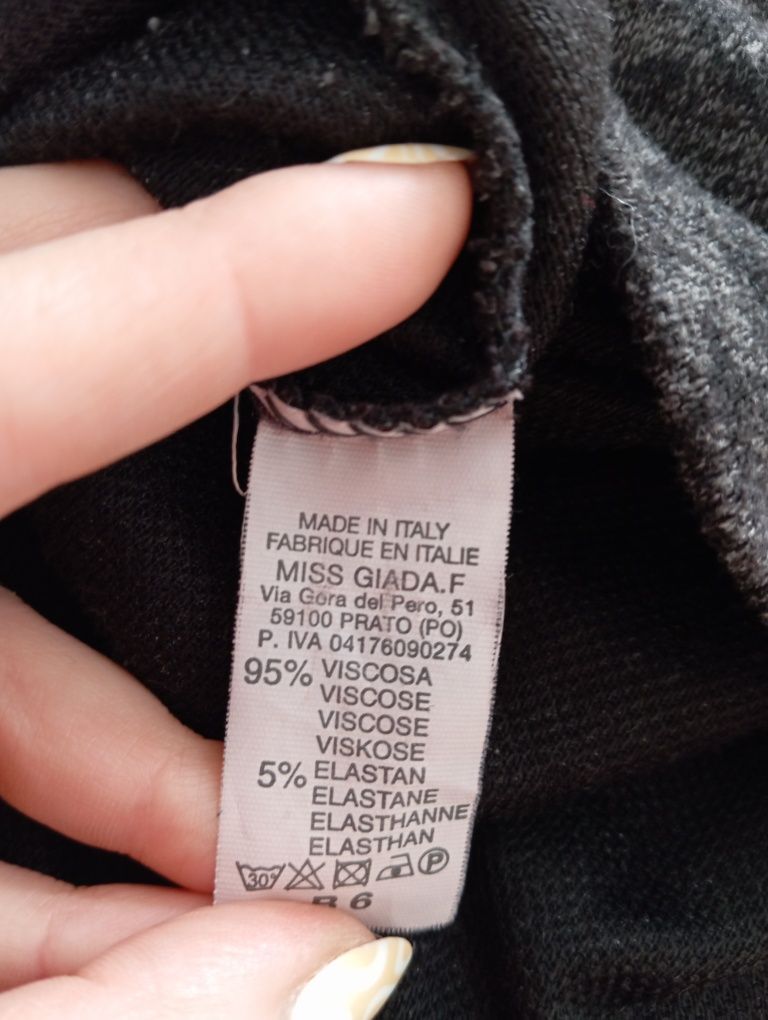 MADE IN ITALY
FABRIQUE EN ITALIE
MISS GIADA.F
Via Gora del Pero, 51
59100 PRATO (PO)
P. IVA 04176090274
95% VISCOSA
VISCOSE
VISCOSE
VISKOSE
5% ELASTAN
ELASTANE
ELASTHANNE
ELASTHAN
30° P
6